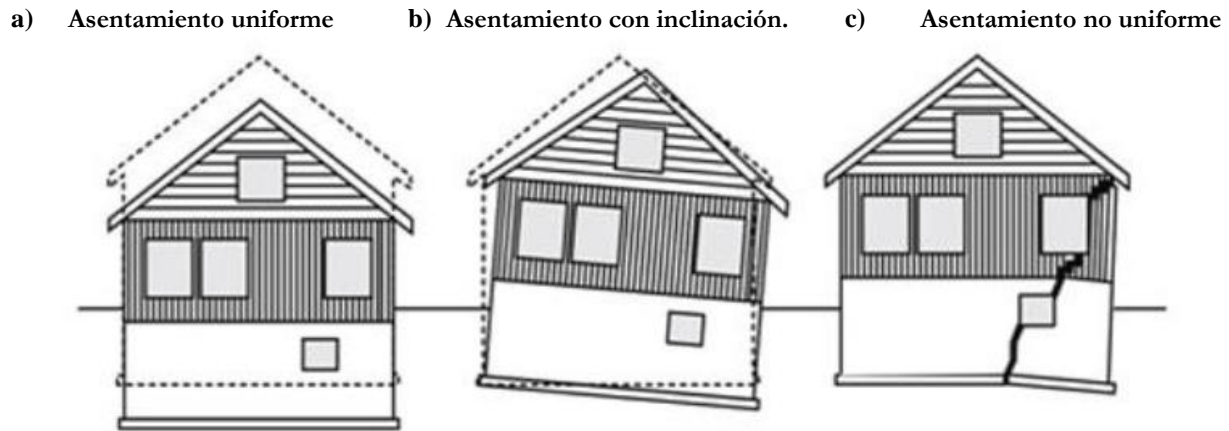 a) Asentamiento uniforme b) Asentamiento con inclinación. c) Asentamiento no uniforme